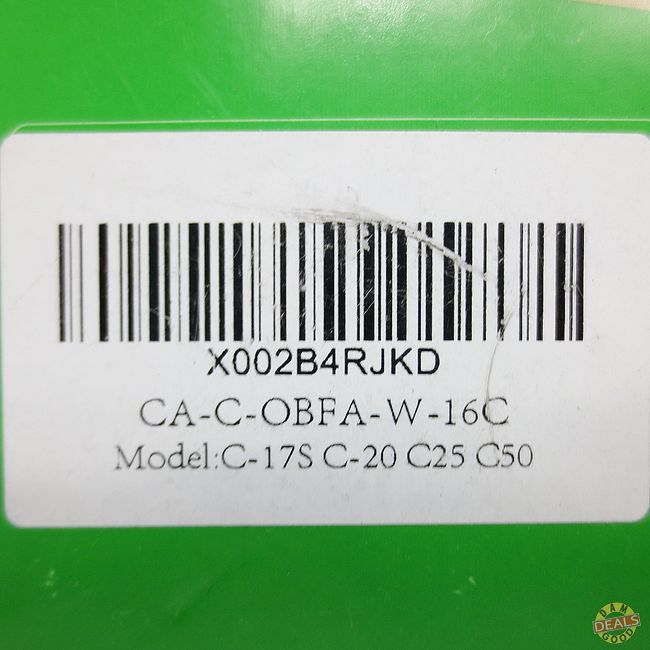 X002B4RJKD
CA-C-OBFA-W-16C
Model:C-17S C-20 C25 C50
DAM
DEALS
GOOD